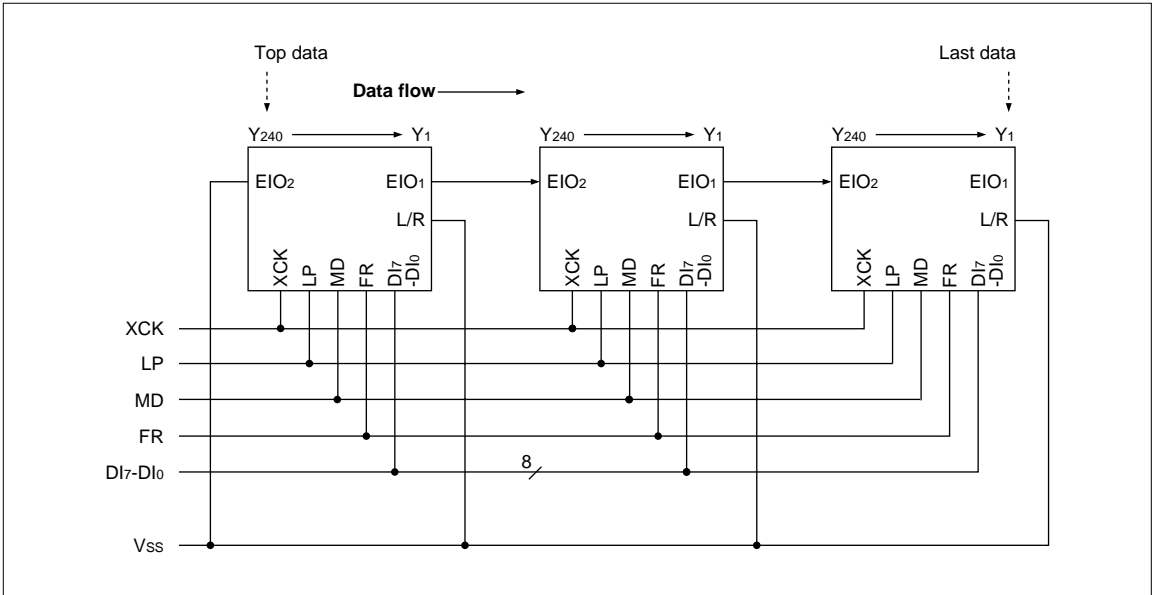 Top data
Last data
Data flow
Y240 Y1 Y240 Y1 Y240 Y1
EIO2 EIO1 EIO2 EIO1 EIO2 EIO1
L/R L/R L/R
XCK LP MD FR DI7-DI0 XCK LP MD FR DI7-DI0 XCK LP MD FR DI7-DI0
XCK
LP
MD
FR
DI7-DI0 8
VSS